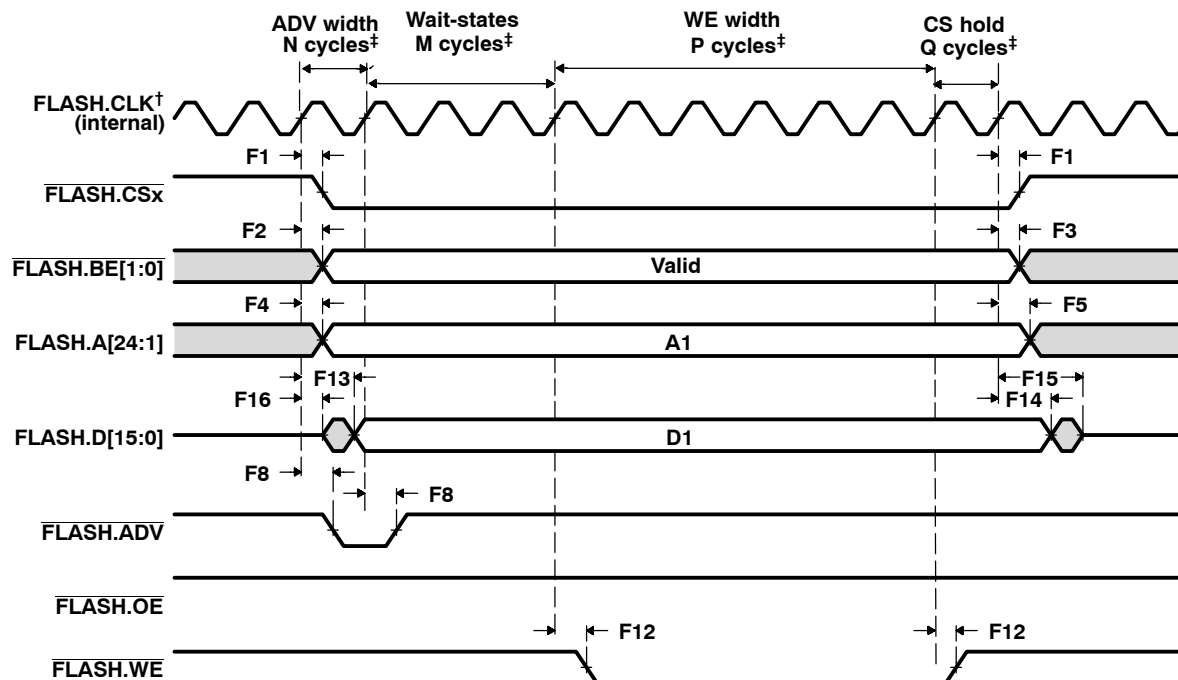 ADV width
N cycles‡
Wait-states
M cycles‡
WE width
P cycles‡
CS hold
Q cycles‡
FLASH.CLK†
(internal)
F1
F1
FLASH.CSx
F2
F3
FLASH.BE[1:0]
Valid
F4
F5
FLASH.A[24:1]
A1
F13
F15
F16
F14
FLASH.D[15:0]
D1
F8
F8
FLASH.ADV
FLASH.OE
F12
F12
FLASH.WE